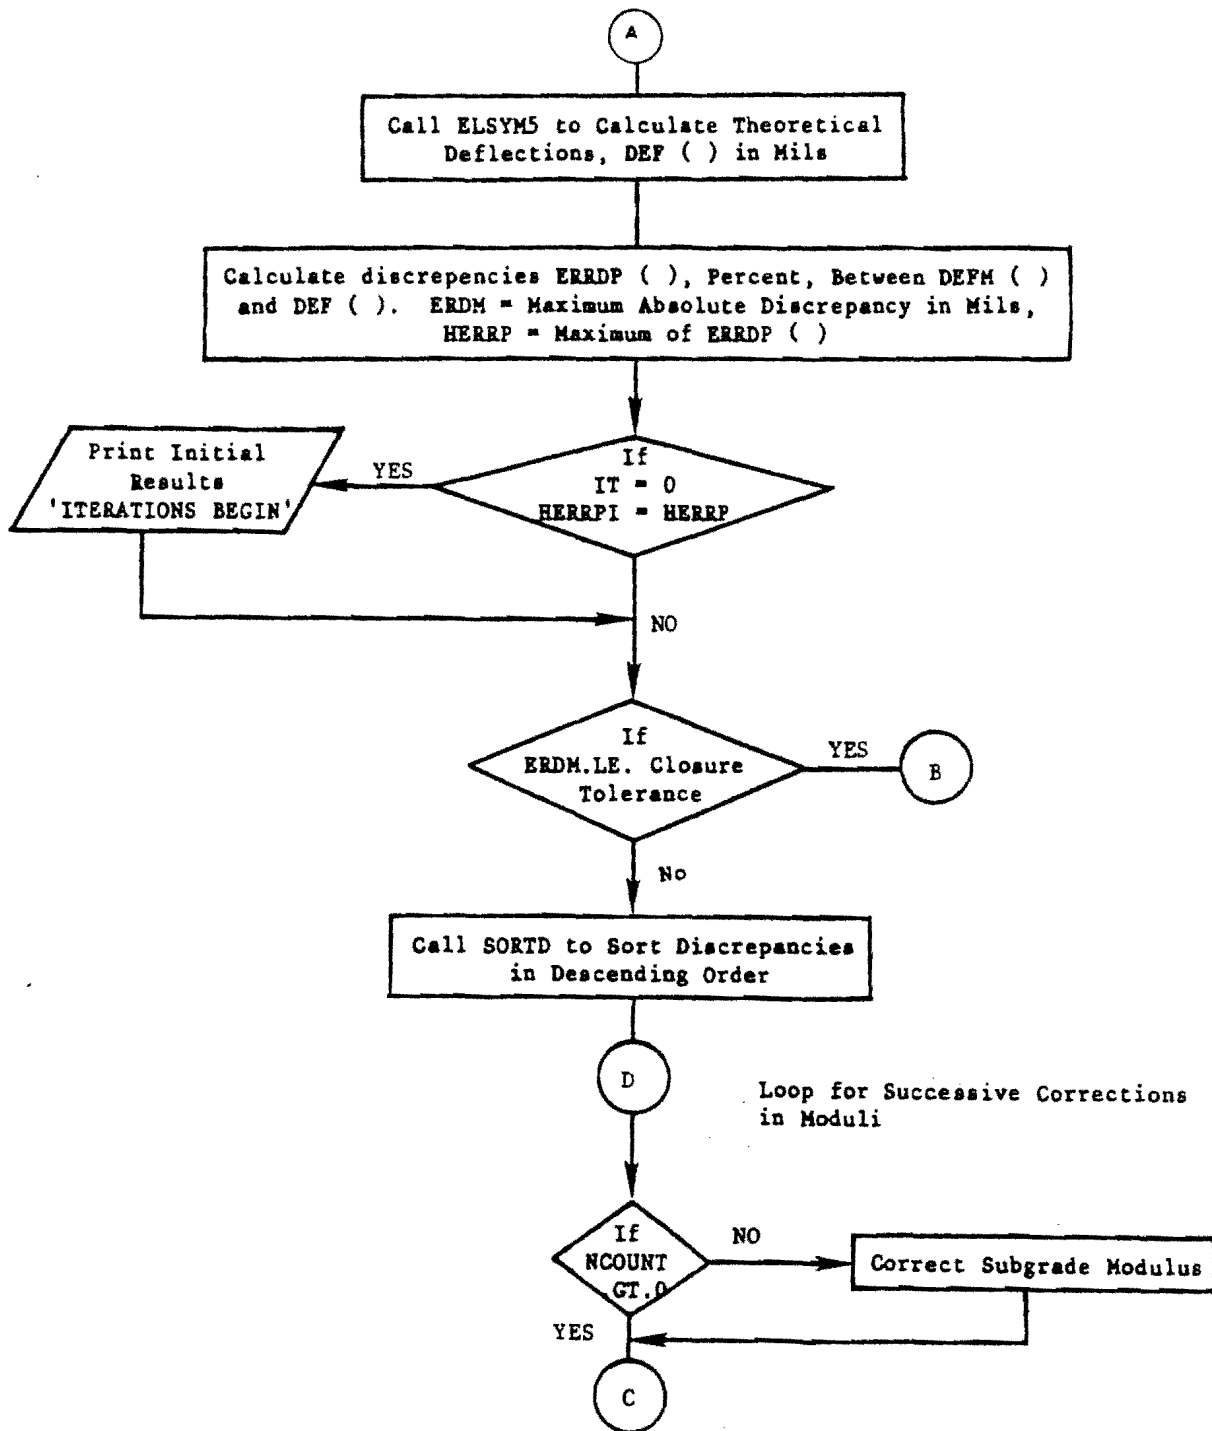 A
Call ELSYM5 to Calculate Theoretical
Deflections, DEF ( ) in Mils
Calculate discrepencies ERRDP ( ), Percent, Between DEFM ( )
and DEF ( ). ERDM = Maximum Absolute Discrepancy in Mils,
HERRP = Maximum of ERRDP ( )
If
IT = 0
HERRPI = HERRP
YES
Print Initial
Results
'ITERATIONS BEGIN'
NO
If
ERDM.LE. Closure
Tolerance
YES
B
No
Call SORTD to Sort Discrepancies
in Descending Order
D
Loop for Successive Corrections
in Moduli
If
NCOUNT
.GT.0
NO
Correct Subgrade Modulus
YES
C